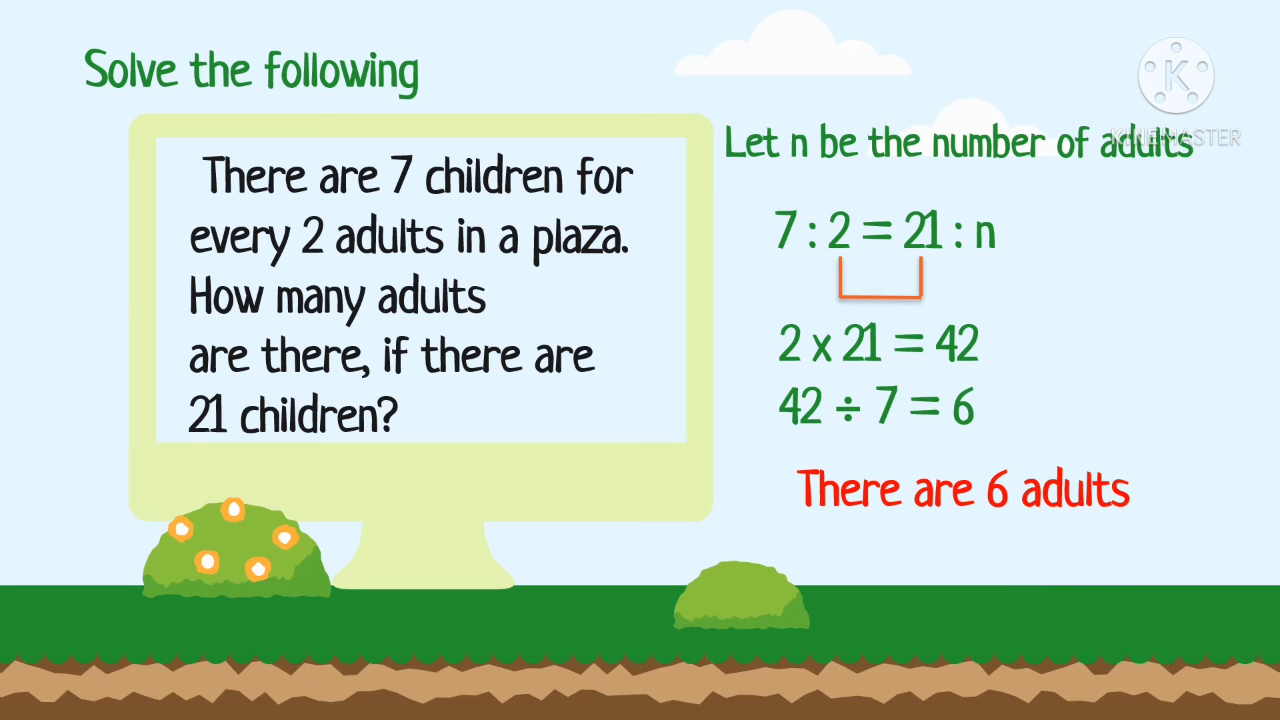 Solve the following
There are 7 children for
every 2 adults in a plaza.
How many adults
are there, if there are
21 children?
K
KINEMASTER
Let n be the number of adults
7 : 2 = 21 : n
2 x 21 = 42
42 ÷ 7 = 6
There are 6 adults